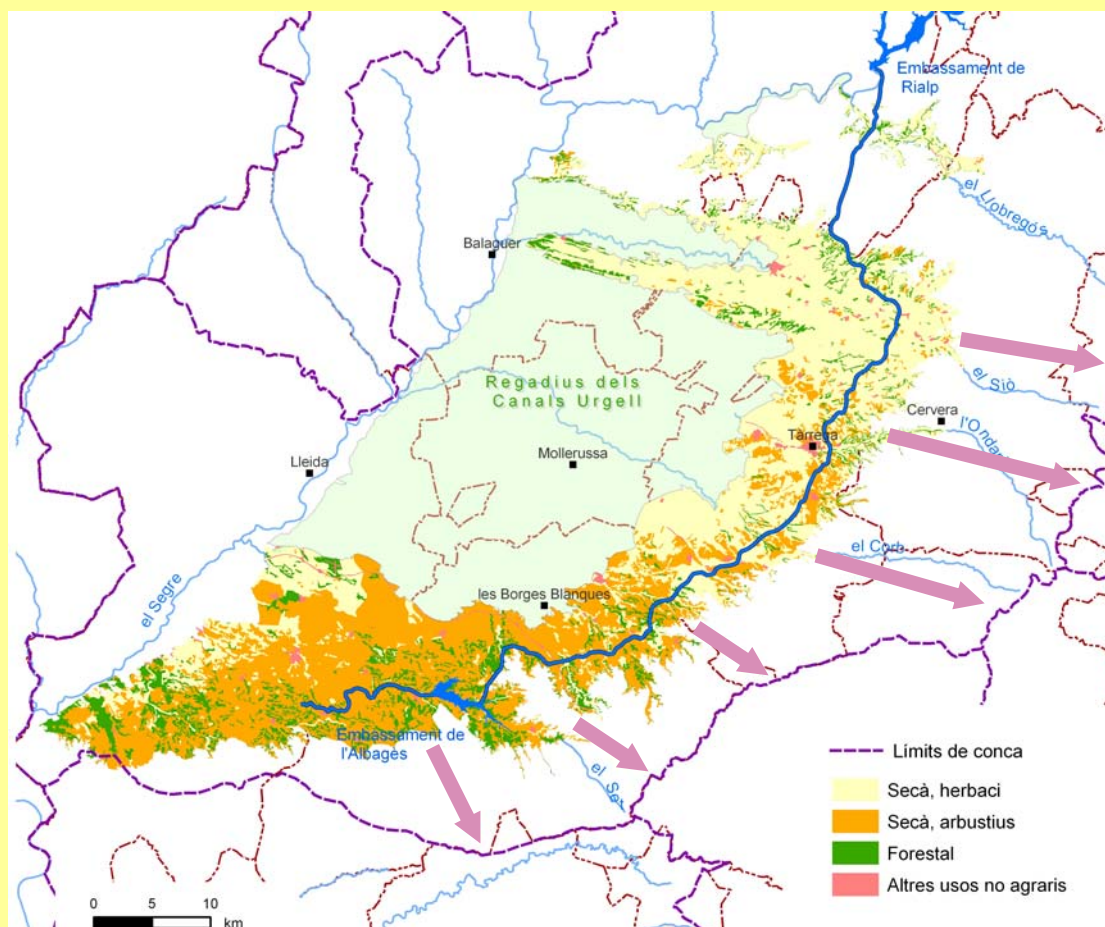 Embassament de
Rialp
el Llobregós
Balaguer
Regadius dels
Canals Urgell
el Sió
Cervera
l'Ondara
Tàrrega
Lleida
Mollerussa
el Corb
el Segre
les Borges Blanques
Embassament de
l'Albagés
el Set
Límits de conca
Secà, herbaci
Secà, arbustius
Forestal
Altres usos no agraris
0 5 10
km